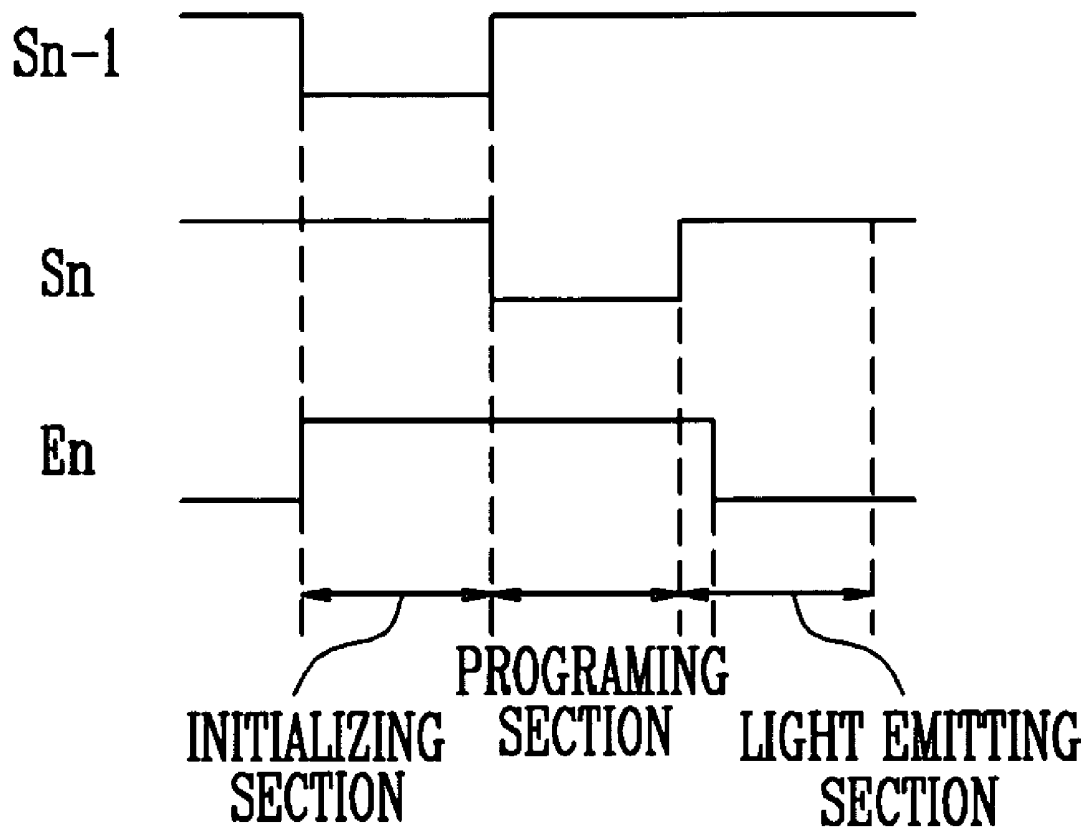 Sn-1
Sn
En
INITIALIZING
SECTION
PROGRAMING
SECTION
LIGHT EMITTING
SECTION